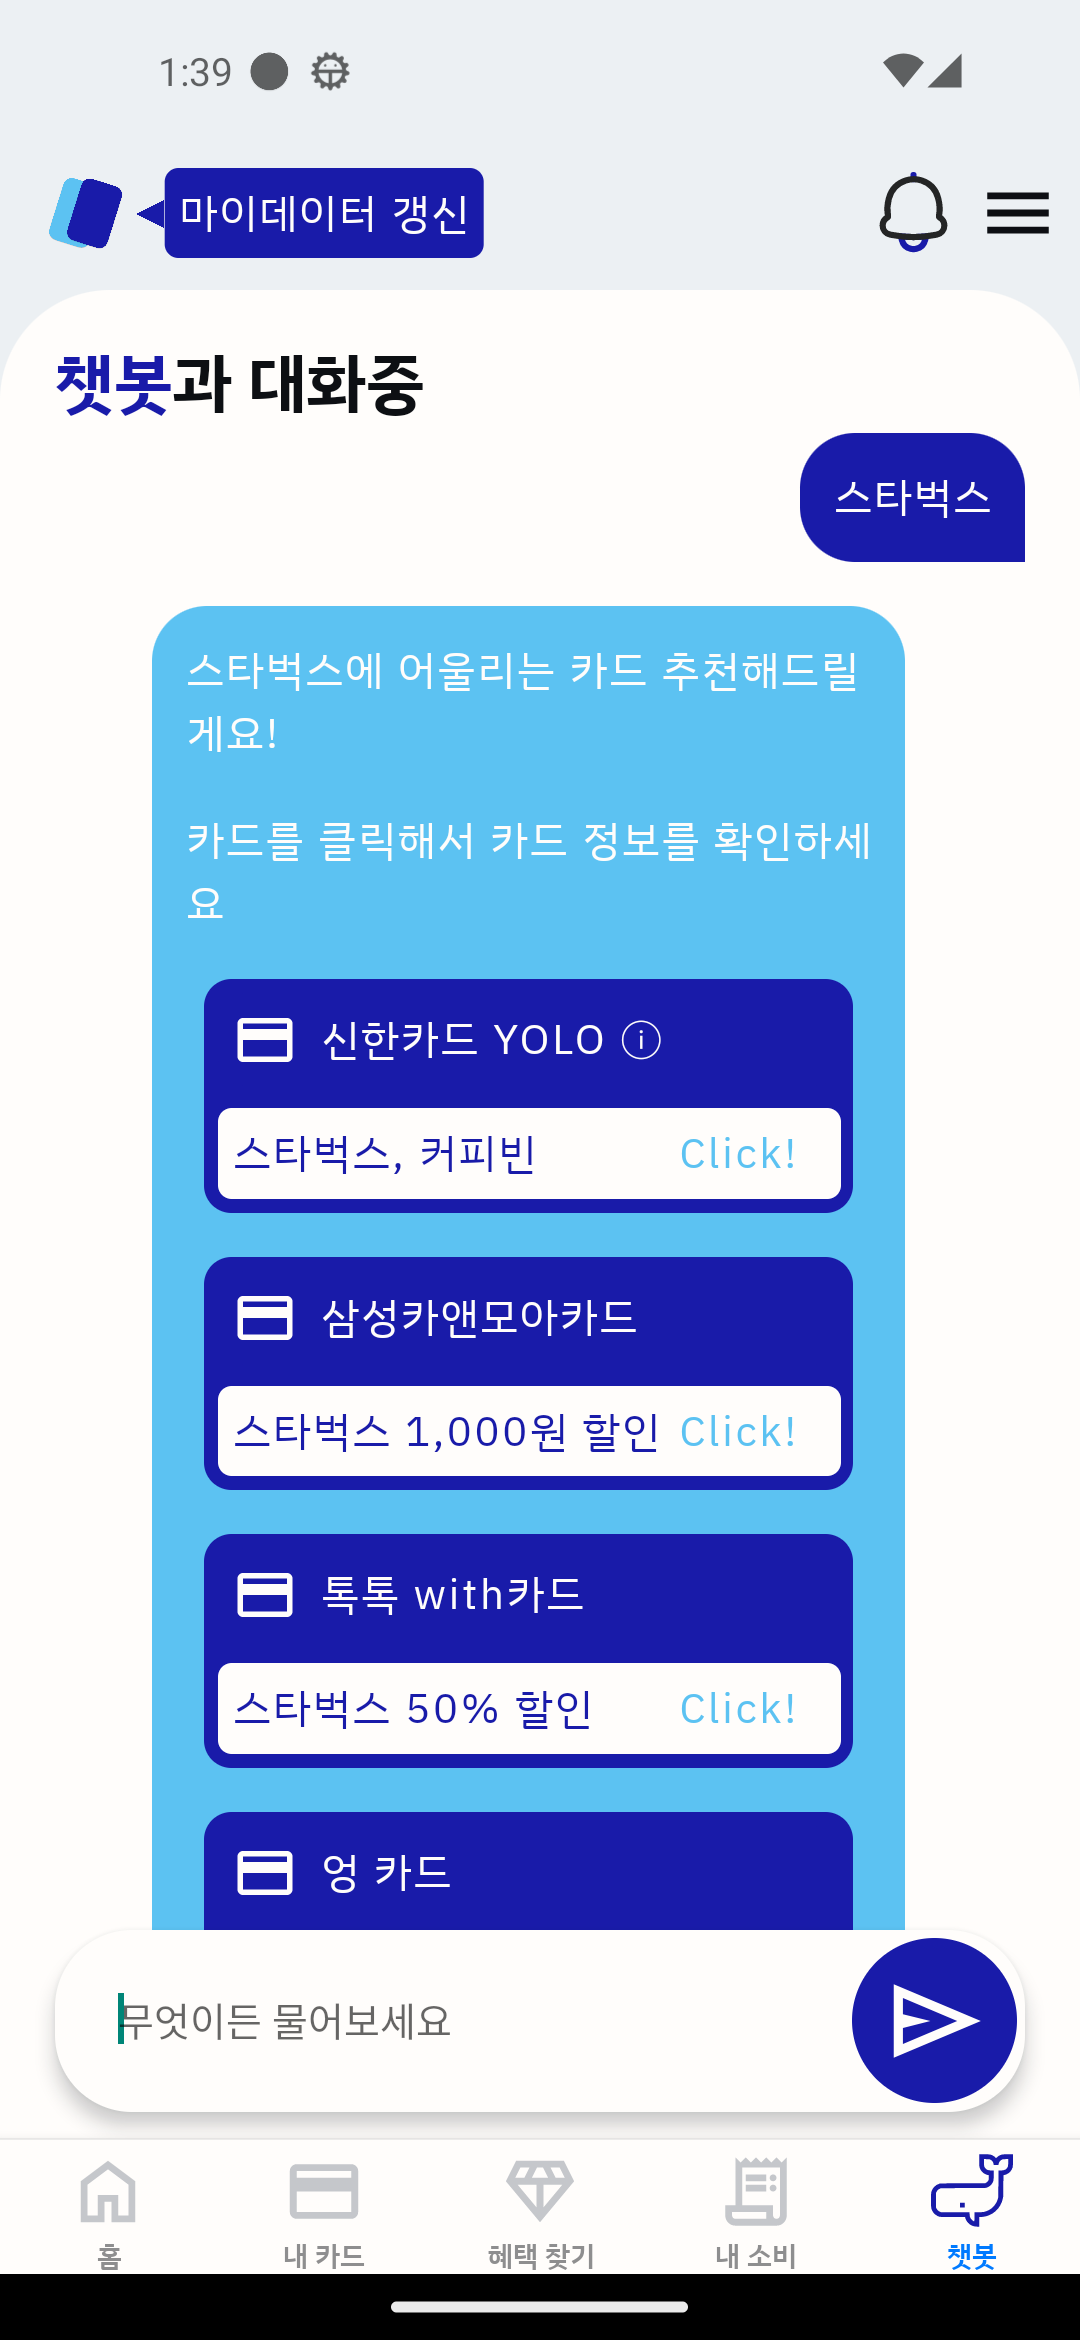 1:39
마이데이터 갱신
챗봇과 대화중
스타벅스
스타벅스에 어울리는 카드 추천해드릴
게요!
카드를 클릭해서 카드 정보를 확인하세
요
신한카드 YOLO ⓘ
스타벅스, 커피빈 Click!
삼성카앤모아카드
스타벅스 1,000원 할인 Click!
톡톡 with카드
스타벅스 50% 할인 Click!
엉 카드
무엇이든 물어보세요
홈 내 카드 혜택 찾기 내 소비 챗봇